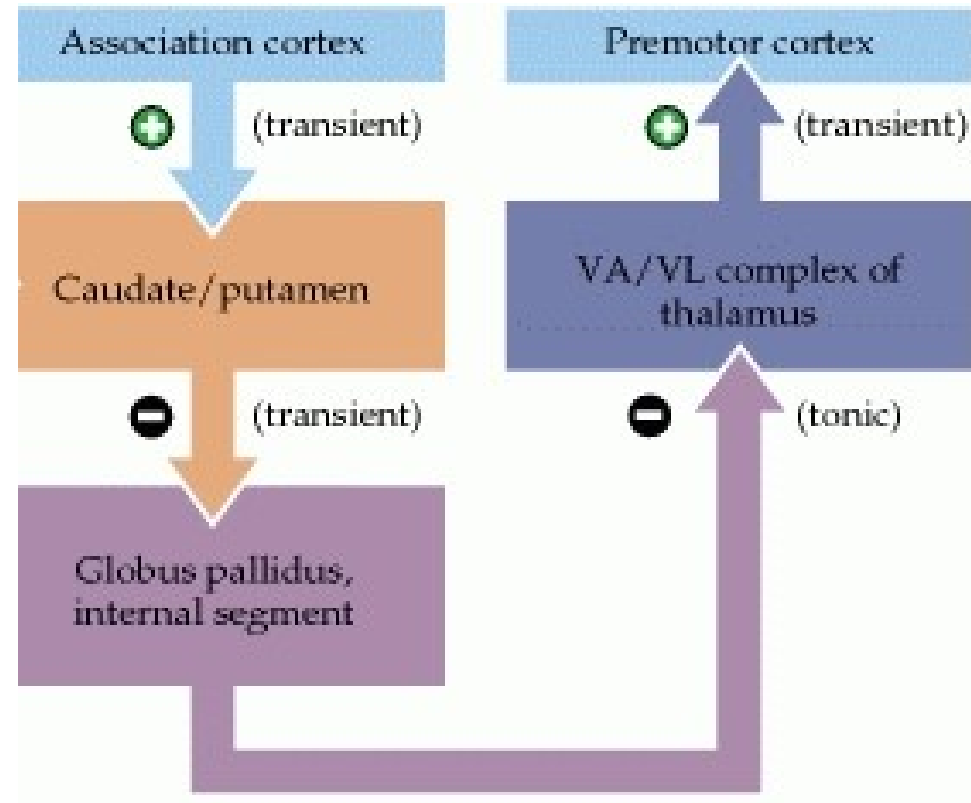 Association cortex
(transient)
Caudate/putamen
(transient)
Globus pallidus,
internal segment
Premotor cortex
(transient)
VA/VL complex of
thalamus
(tonic)